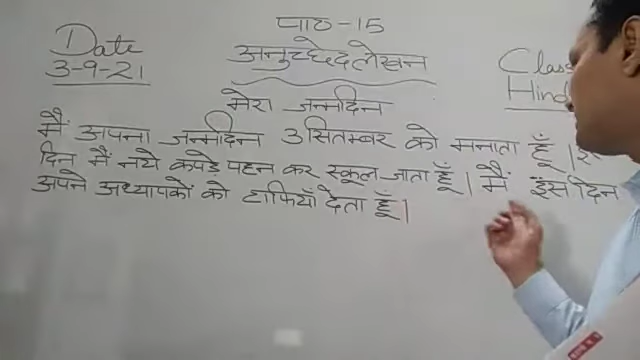 पाठ-15
Date
3-9-21
अनुच्छेदलेखन
Class
Hind
मेरा जन्मदिन
मैं अपना जन्मदिन 3 सितम्बर को मनाता हूँ।
दिन मैं नये कपड़े पहन कर स्कूल जाता हूँ। मैं इस दिन
अपने अध्यापकों को टाफियाँ देता हूँ।